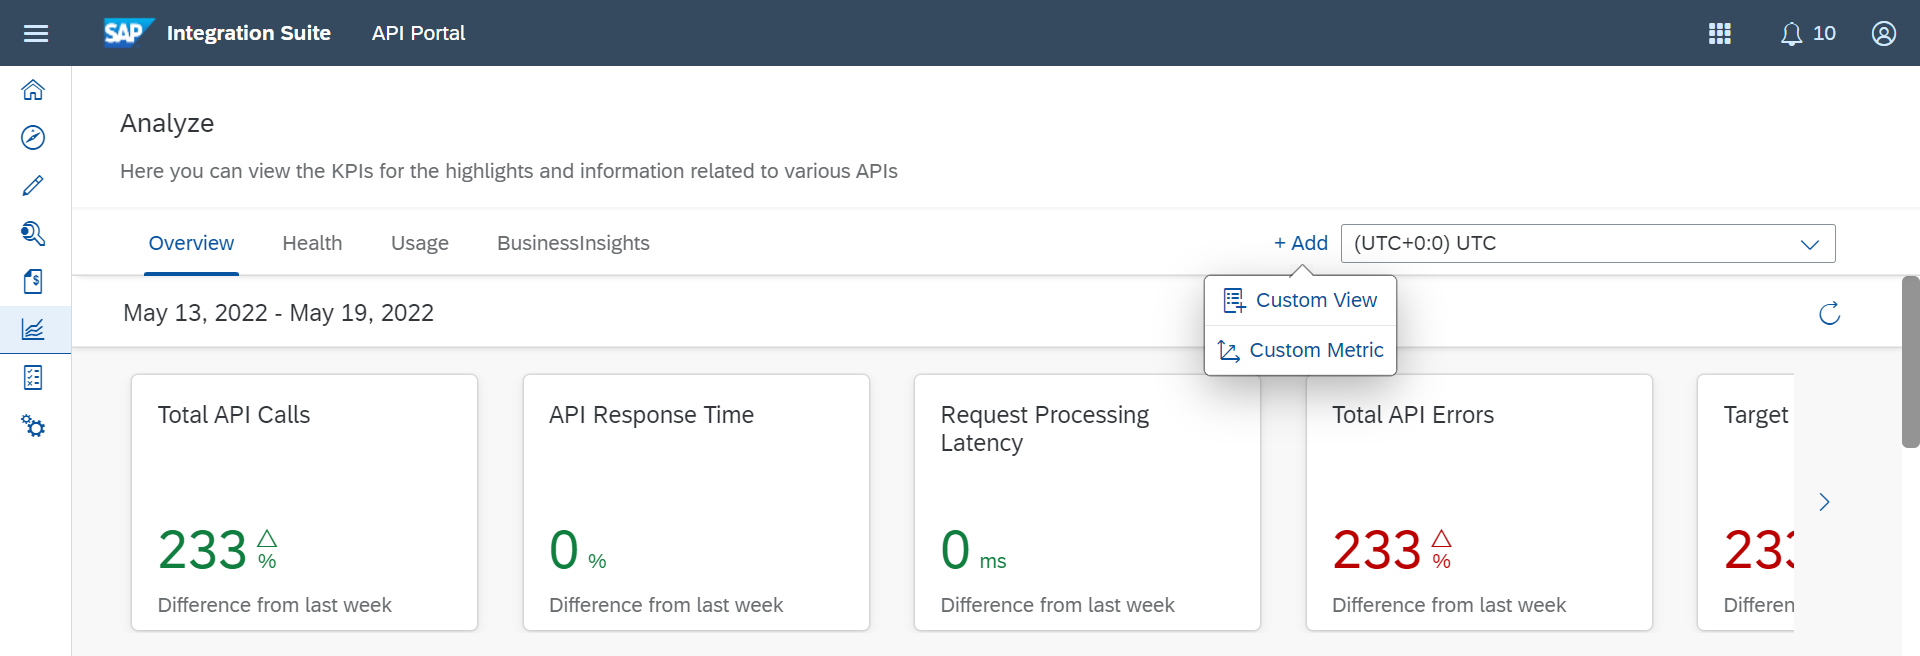 SAP Integration Suite API Portal 10
Analyze
Here you can view the KPIs for the highlights and information related to various APIs
Overview Health Usage BusinessInsights + Add (UTC+0:0) UTC
Custom View
May 13, 2022 - May 19, 2022
Custom Metric
Total API Calls
233 %
Difference from last week
API Response Time
0 %
Difference from last week
Request Processing
Latency
0 ms
Difference from last week
Total API Errors
233 %
Difference from last week
Target
233
Differen